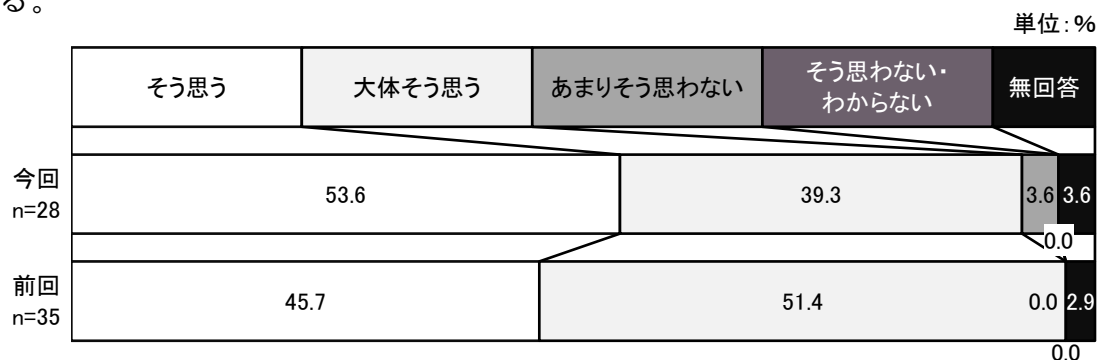 る。
単位：%
そう思う
大体そう思う
あまりそう思わない
そう思わない・
わからない
無回答
今回
n=28
53.6
39.3
3.6
3.6
0.0
前回
n=35
45.7
51.4
0.0
2.9
0.0